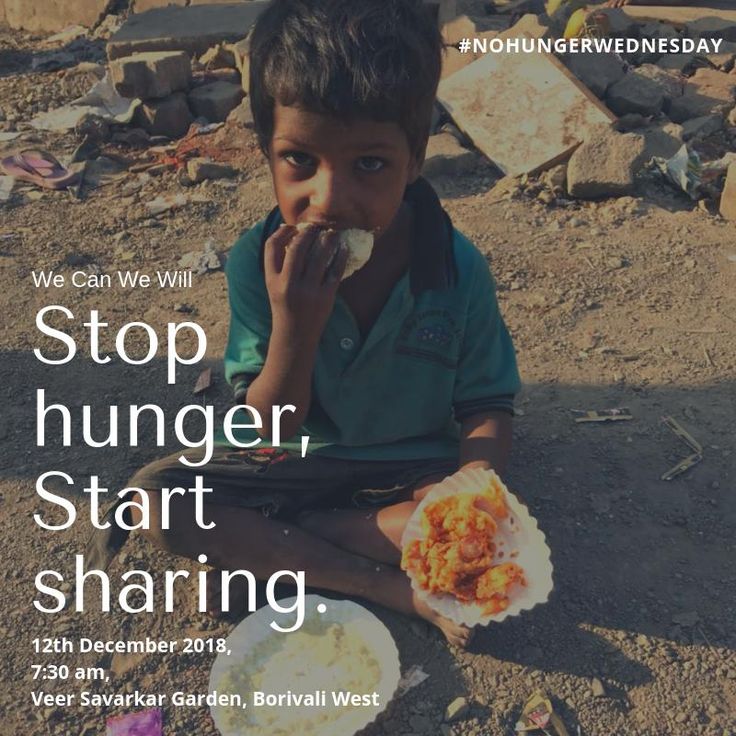 #NOHUNGERWEDNESDAY
We Can We Will
Stop
hunger,
Start
sharing.
12th December 2018,
7:30 am,
Veer Savarkar Garden, Borivali West